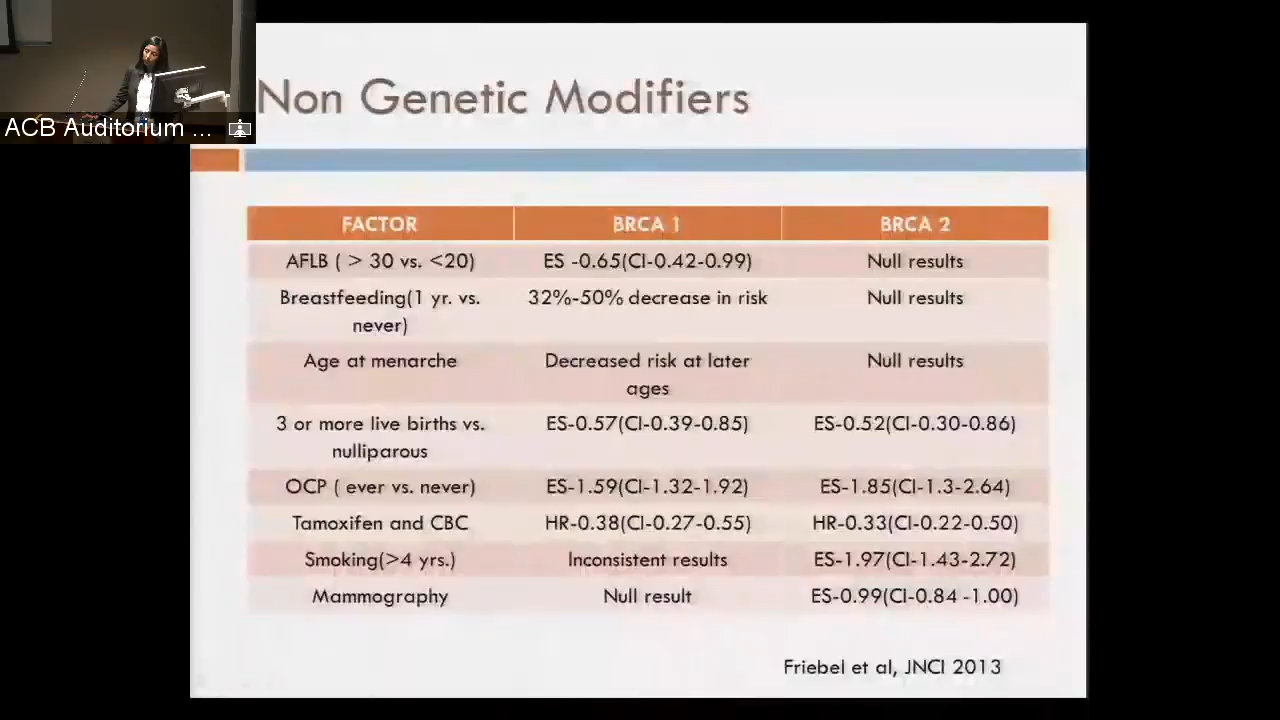 ACB Auditorium ...
Non Genetic Modifiers
FACTOR BRCA 1 BRCA 2
AFLB ( > 30 vs. <20) ES -0.65(CI-0.42-0.99) Null results
Breastfeeding(1 yr. vs. 32%-50% decrease in risk Null results
never)
Age at menarche Decreased risk at later Null results
ages
3 or more live births vs. ES-0.57(CI-0.39-0.85) ES-0.52(CI-0.30-0.86)
nulliparous
OCP ( ever vs. never) ES-1.59(CI-1.32-1.92) ES-1.85(CI-1.3-2.64)
Tamoxifen and CBC HR-0.38(CI-0.27-0.55) HR-0.33(CI-0.22-0.50)
Smoking(>4 yrs.) Inconsistent results ES-1.97(CI-1.43-2.72)
Mammography Null result ES-0.99(CI-0.84 -1.00)
Friebel et al, JNCI 2013